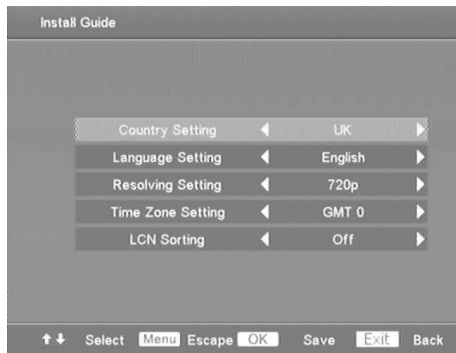 Install Guide
Country Setting UK
Language Setting English
Resolving Setting 720p
Time Zone Setting GMT 0
LCN Sorting Off
Select Menu Escape OK Save Exit Back